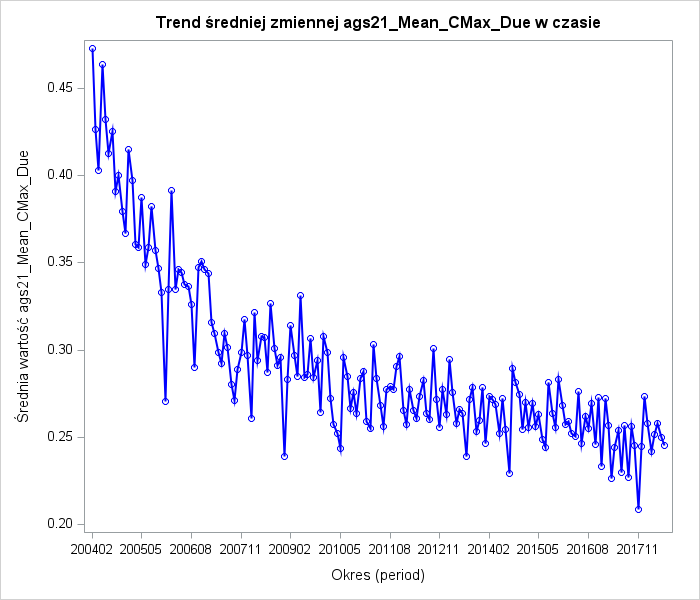 Trend średniej zmiennej ags21_Mean_CMax_Due w czasie
Średnia wartość ags21_Mean_CMax_Due
0.45
0.40
0.35
0.30
0.25
0.20
200402 200505 200608 200711 200902 201005 201108 201211 201402 201505 201608 201711
Okres (period)